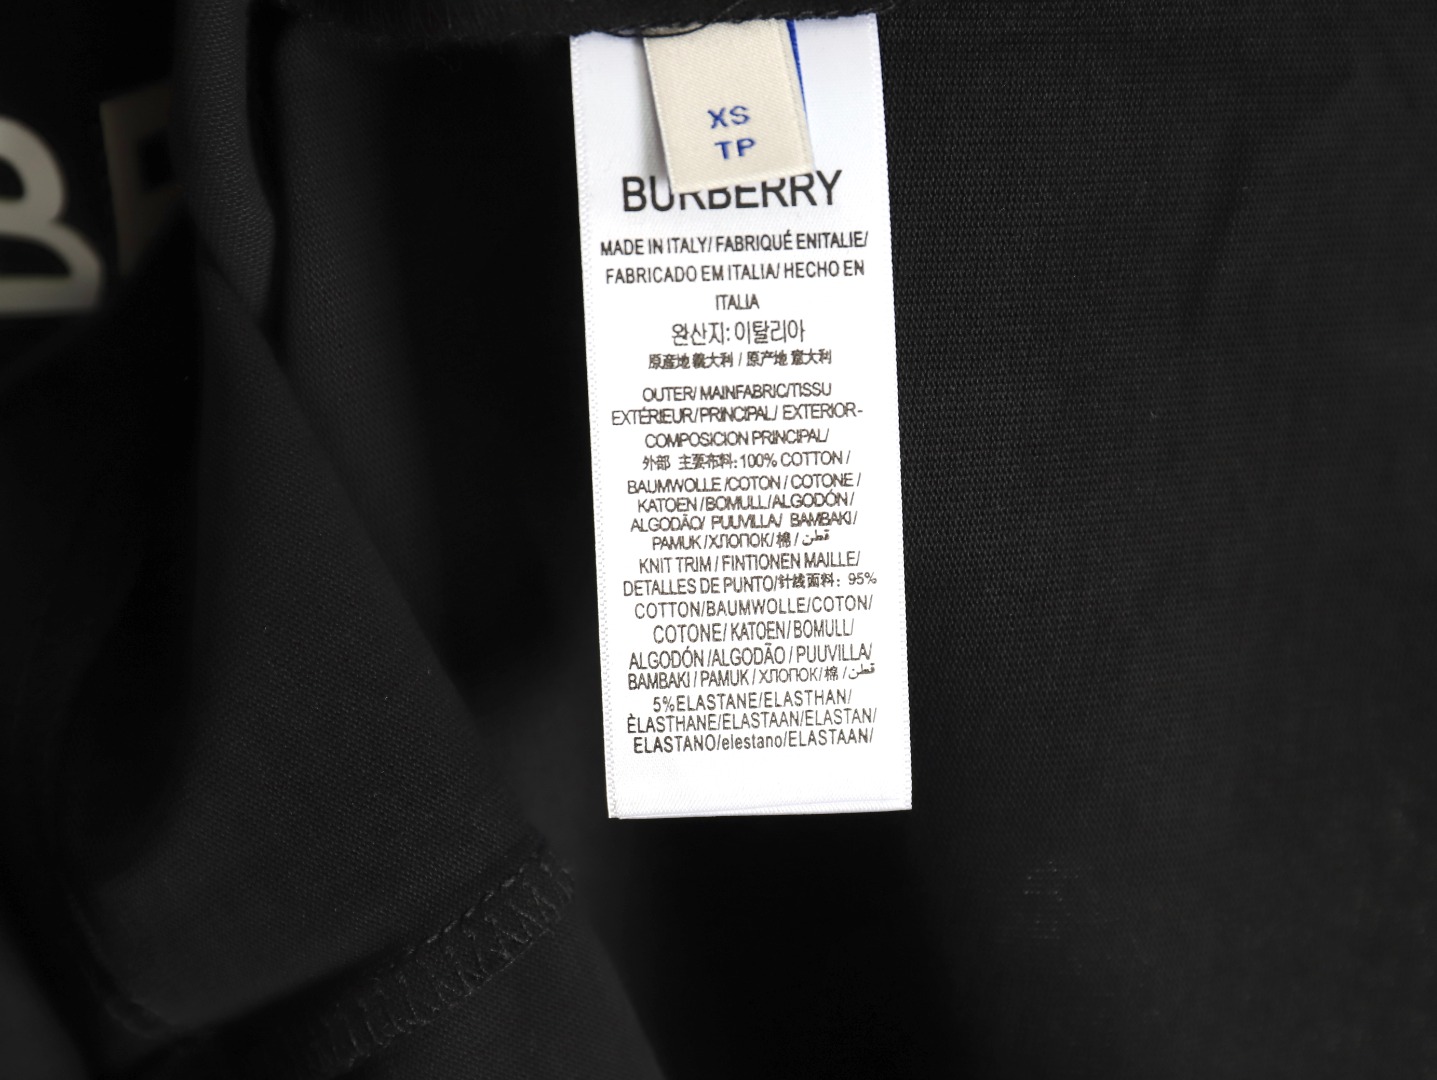 XS
TP
BURBERRY
MADE IN ITALY/ FABRIQUÉ ENITALIE/
FABRICADO EM ITALIA/ HECHO EN
ITALIA
완산지: 이탈리아
原産地義大利 / 原产地 意大利
OUTER/ MAINFABRIC/TISSU
EXTÉRIEUR/PRINCIPAL/ EXTERIOR-
COMPOSICION PRINCIPAL/
外部 主要布料: 100% COTTON /
BAUMWOLLE /COTON / COTONE /
KATOEN /BOMULL/ALGODÓN /
ALGODÃO/ PUUVILLA/ BAMBAKI /
PAMUK /ХЛОПОК/ 棉 / قطن
KNIT TRIM / FINTIONEN MAILLE/
DETALLES DE PUNTO/针线面料: 95%
COTTON/BAUMWOLLE/COTON/
COTONE/ KATOEN/BOMULL/
ALGODÓN /ALGODÃO / PUUVILLA/
BAMBAKI / PAMUK / ХЛОПОК/ 棉 /قطن
5%ELASTANE/ELASTHAN/
ÈLASTHANE/ELASTAAN/ELASTAN/
ELASTANO/elestano/ELASTAAN/